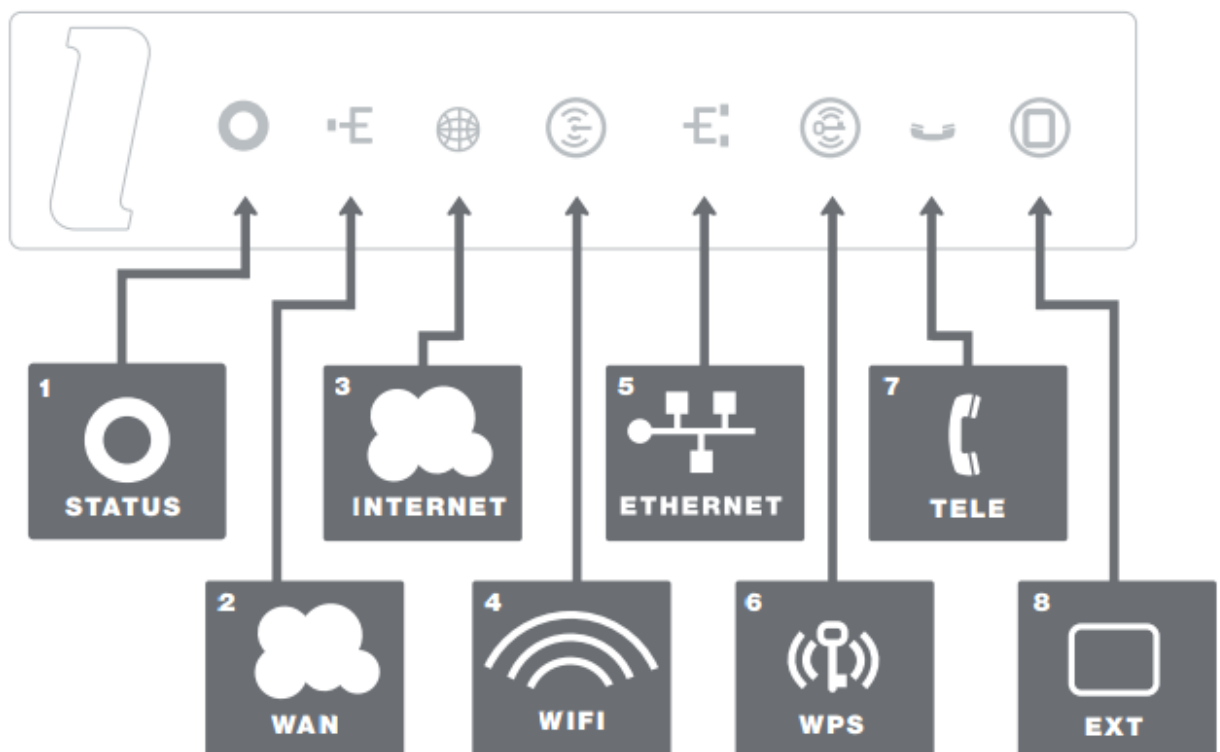 1
STATUS
2
WAN
3
INTERNET
4
WIFI
5
ETHERNET
6
WPS
7
TELE
8
EXT